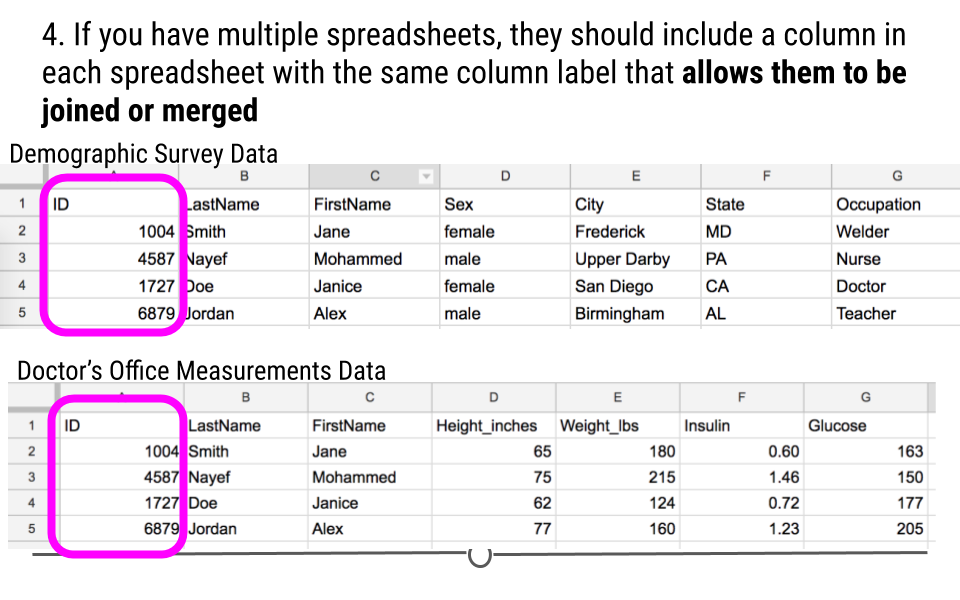 4. If you have multiple spreadsheets, they should include a column in
each spreadsheet with the same column label that allows them to be
joined or merged
Demographic Survey Data
B C D E F G
1 ID LastName FirstName Sex City State Occupation
2 1004 Smith Jane female Frederick MD Welder
3 4587 Nayef Mohammed male Upper Darby PA Nurse
4 1727 Doe Janice female San Diego CA Doctor
5 6879 Jordan Alex male Birmingham AL Teacher
Doctor’s Office Measurements Data
B C D E F G
1 ID LastName FirstName Height_inches Weight_lbs Insulin Glucose
2 1004 Smith Jane 65 180 0.60 163
3 4587 Nayef Mohammed 75 215 1.46 150
4 1727 Doe Janice 62 124 0.72 177
5 6879 Jordan Alex 77 160 1.23 205